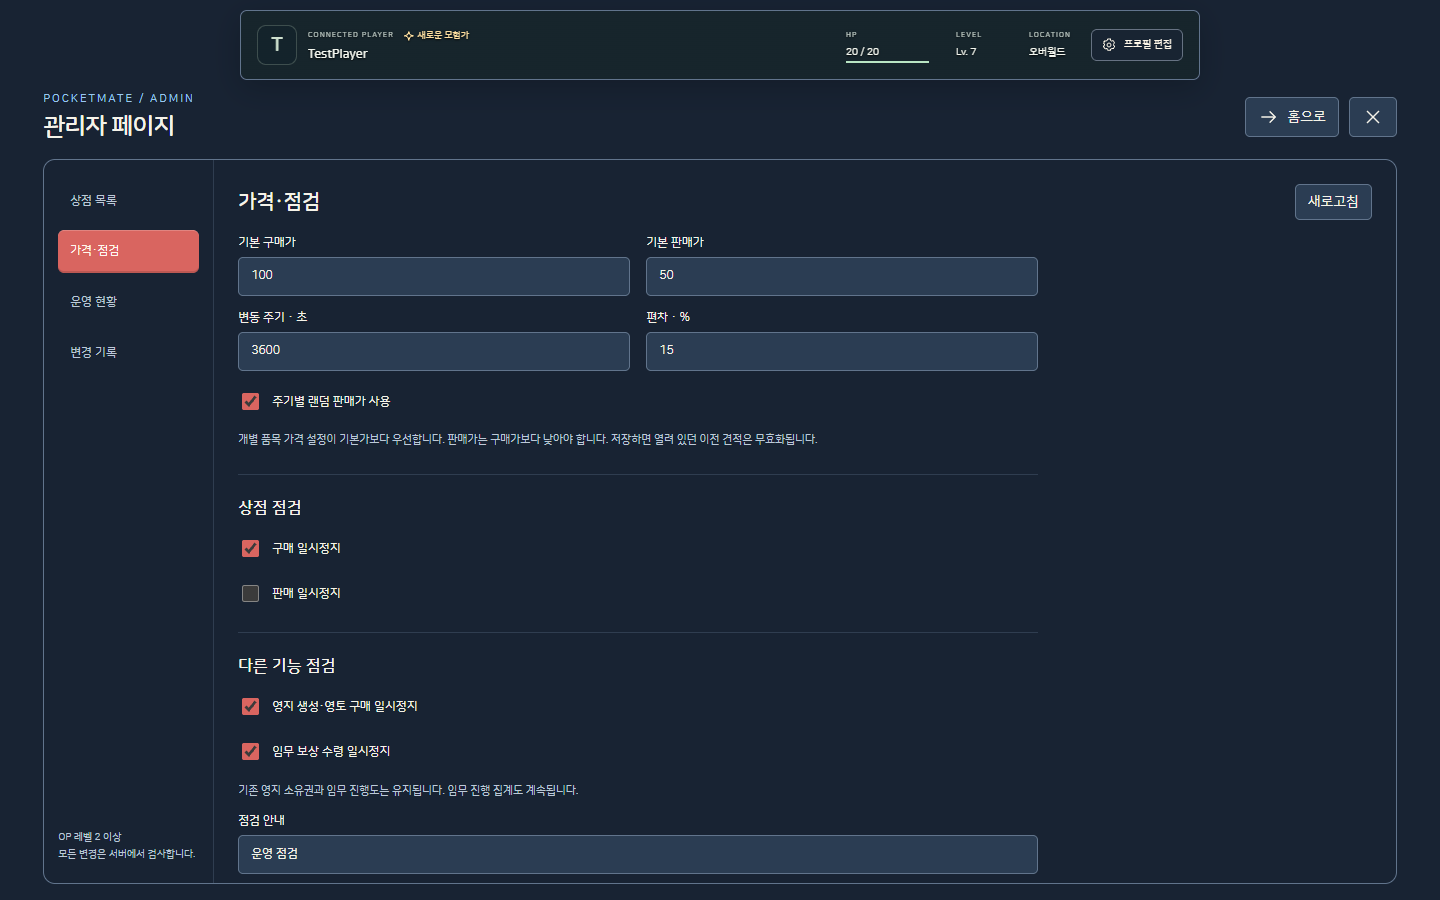 T
CONNECTED PLAYER 새로운 모험가
TestPlayer
HP
20 / 20
LEVEL
Lv. 7
LOCATION
오버월드
프로필 편집
POCKETMATE / ADMIN
관리자 페이지
홈으로
상점 목록
가격·점검
운영 현황
변경 기록
OP 레벨 2 이상
모든 변경은 서버에서 검사합니다.
가격·점검
새로고침
기본 구매가
100
기본 판매가
50
변동 주기 · 초
3600
편차 · %
15
주기별 랜덤 판매가 사용
개별 품목 가격 설정이 기본가보다 우선합니다. 판매가는 구매가보다 낮아야 합니다. 저장하면 열려 있던 이전 견적은 무효화됩니다.
상점 점검
구매 일시정지
판매 일시정지
다른 기능 점검
영지 생성·영토 구매 일시정지
임무 보상 수령 일시정지
기존 영지 소유권과 임무 진행도는 유지됩니다. 임무 진행 집계도 계속됩니다.
점검 안내
운영 점검